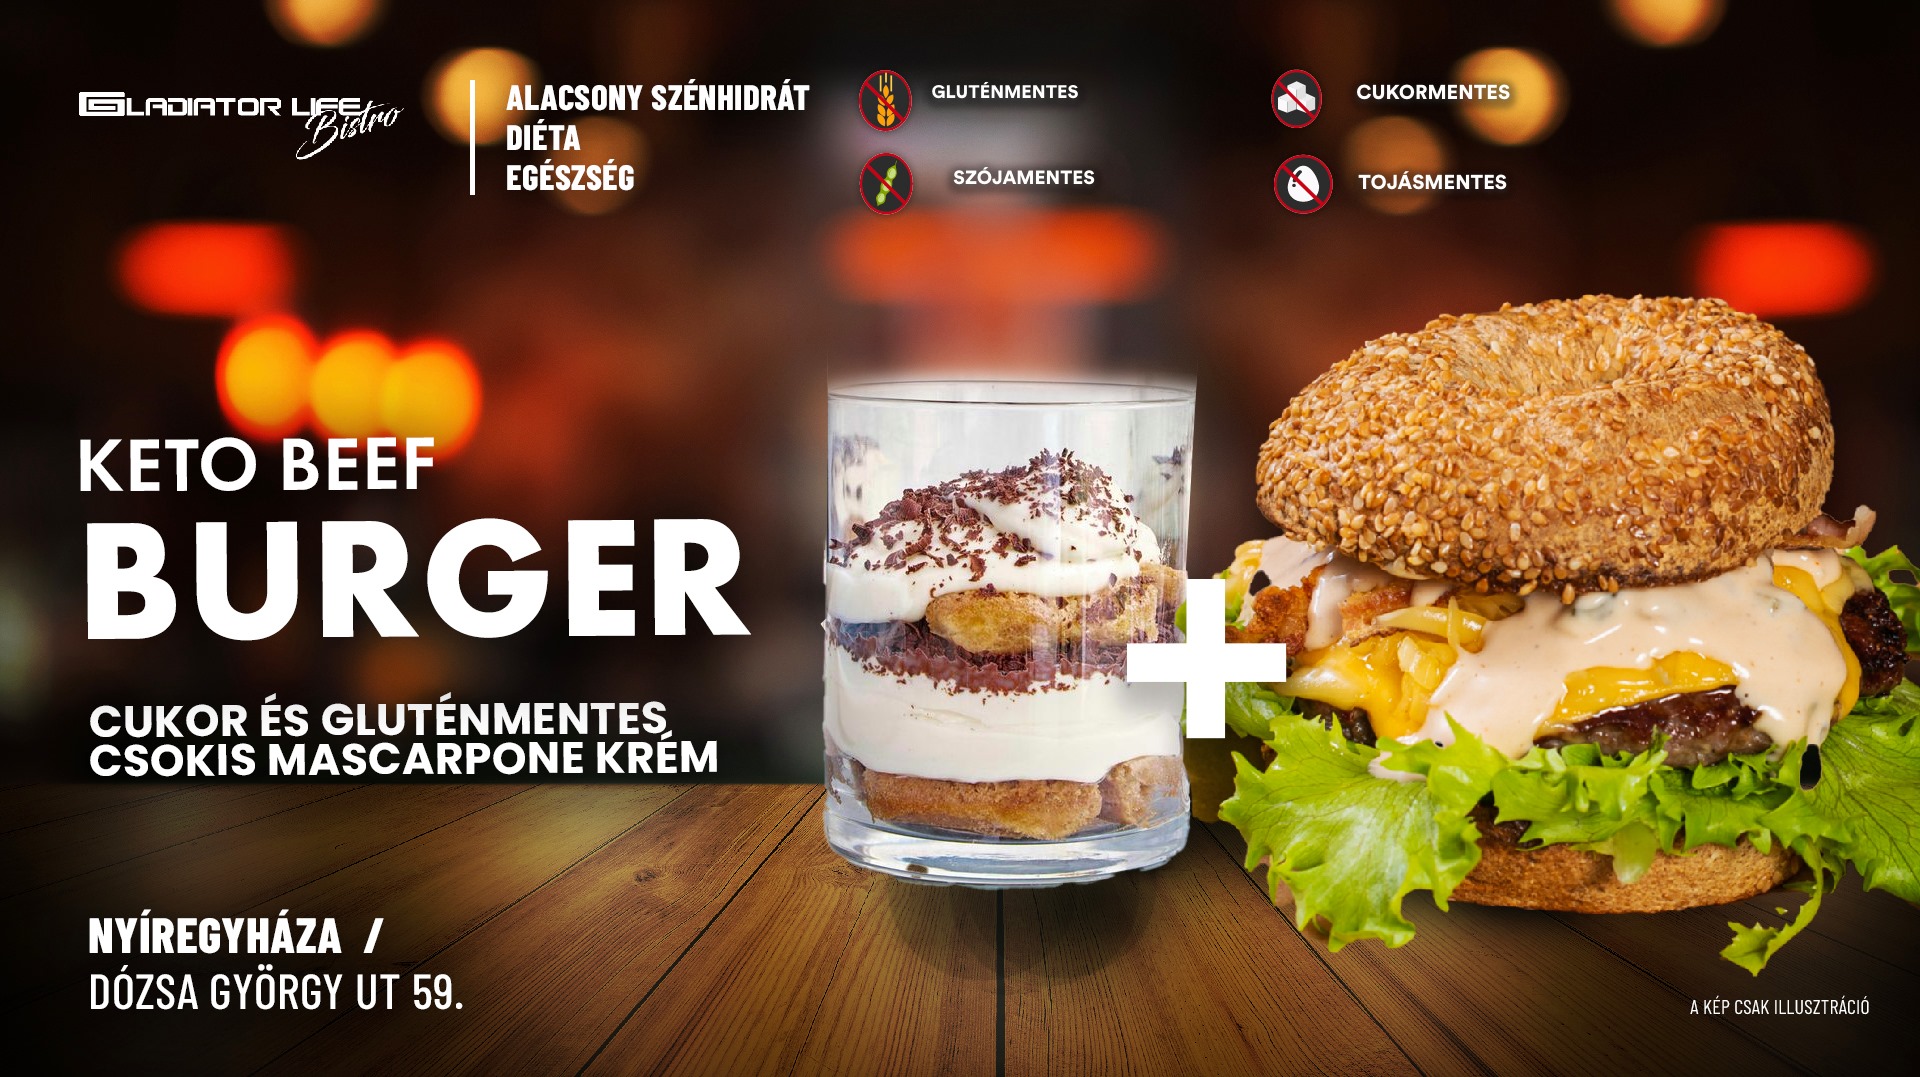 GLADIATOR LIFE
Bistro
ALACSONY SZÉNHIDRÁT
DIÉTA
EGÉSZSÉG
GLUTÉNMENTES
CUKORMENTES
SZÓJAMENTES
TOJÁSMENTES
KETO BEEF
BURGER
CUKOR ÉS GLUTÉNMENTES
CSOKIS MASCARPONE KRÉM
NYÍREGYHÁZA /
DÓZSA GYÖRGY UT 59.
A KÉP CSAK ILLUSZTRÁCIÓ